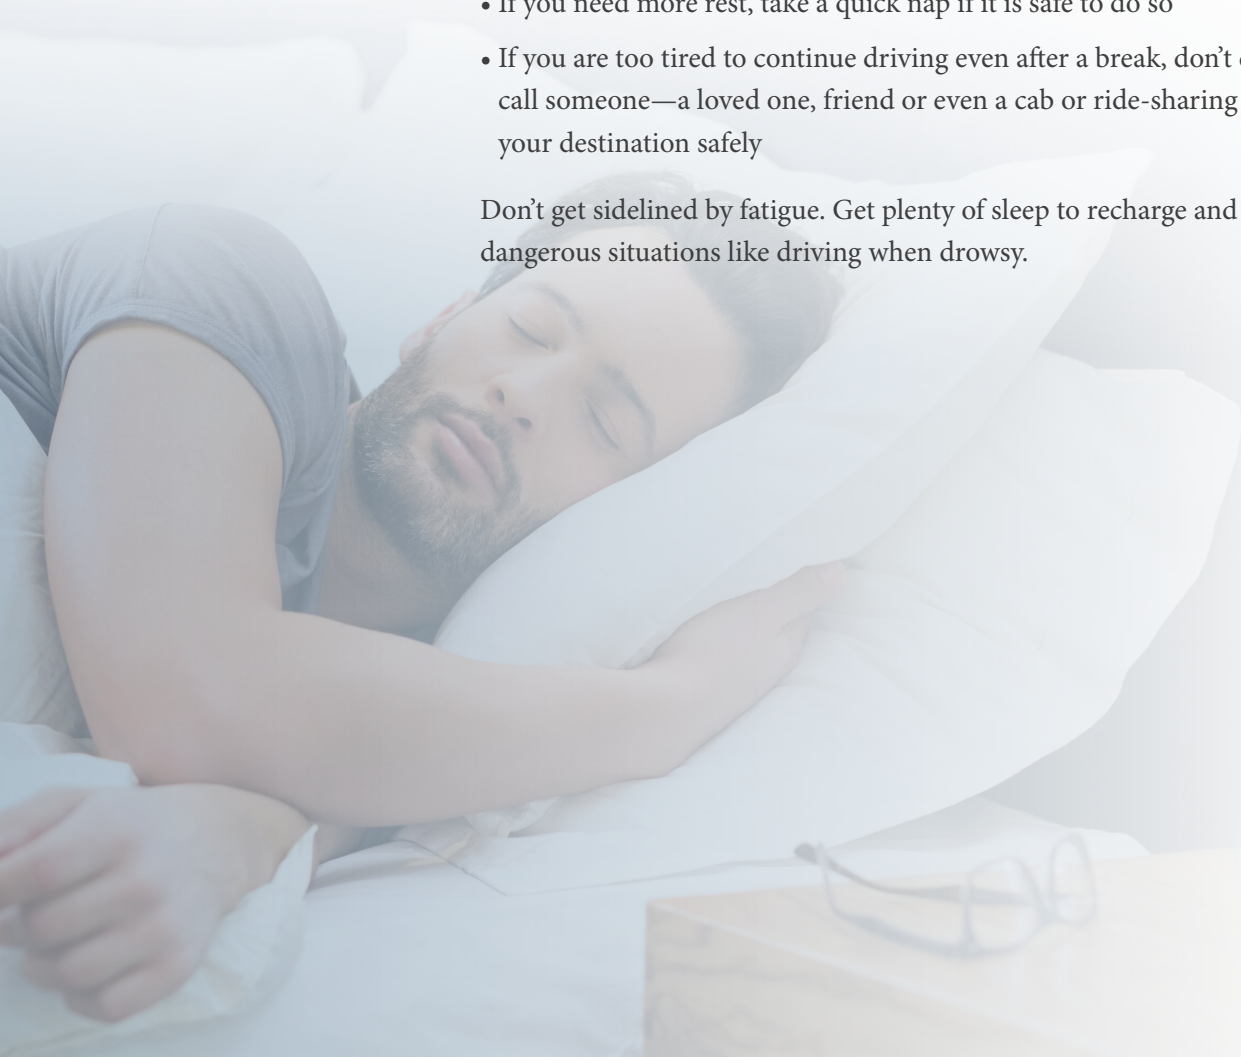 • If you need more rest, take a quick nap if it is safe to do so
• If you are too tired to continue driving even after a break, don’t
call someone—a loved one, friend or even a cab or ride-sharing
your destination safely
Don’t get sidelined by fatigue. Get plenty of sleep to recharge and
dangerous situations like driving when drowsy.